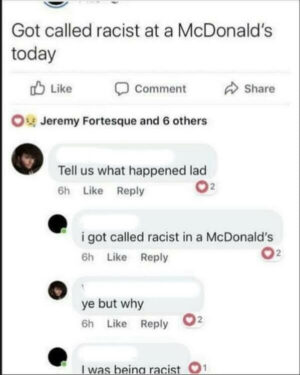 Got called racist at a McDonald's
today
Like Comment Share
Jeremy Fortesque and 6 others
Tell us what happened lad
6h Like Reply 2
i got called racist in a McDonald's
6h Like Reply 2
ye but why
6h Like Reply 2
I was being racist 1